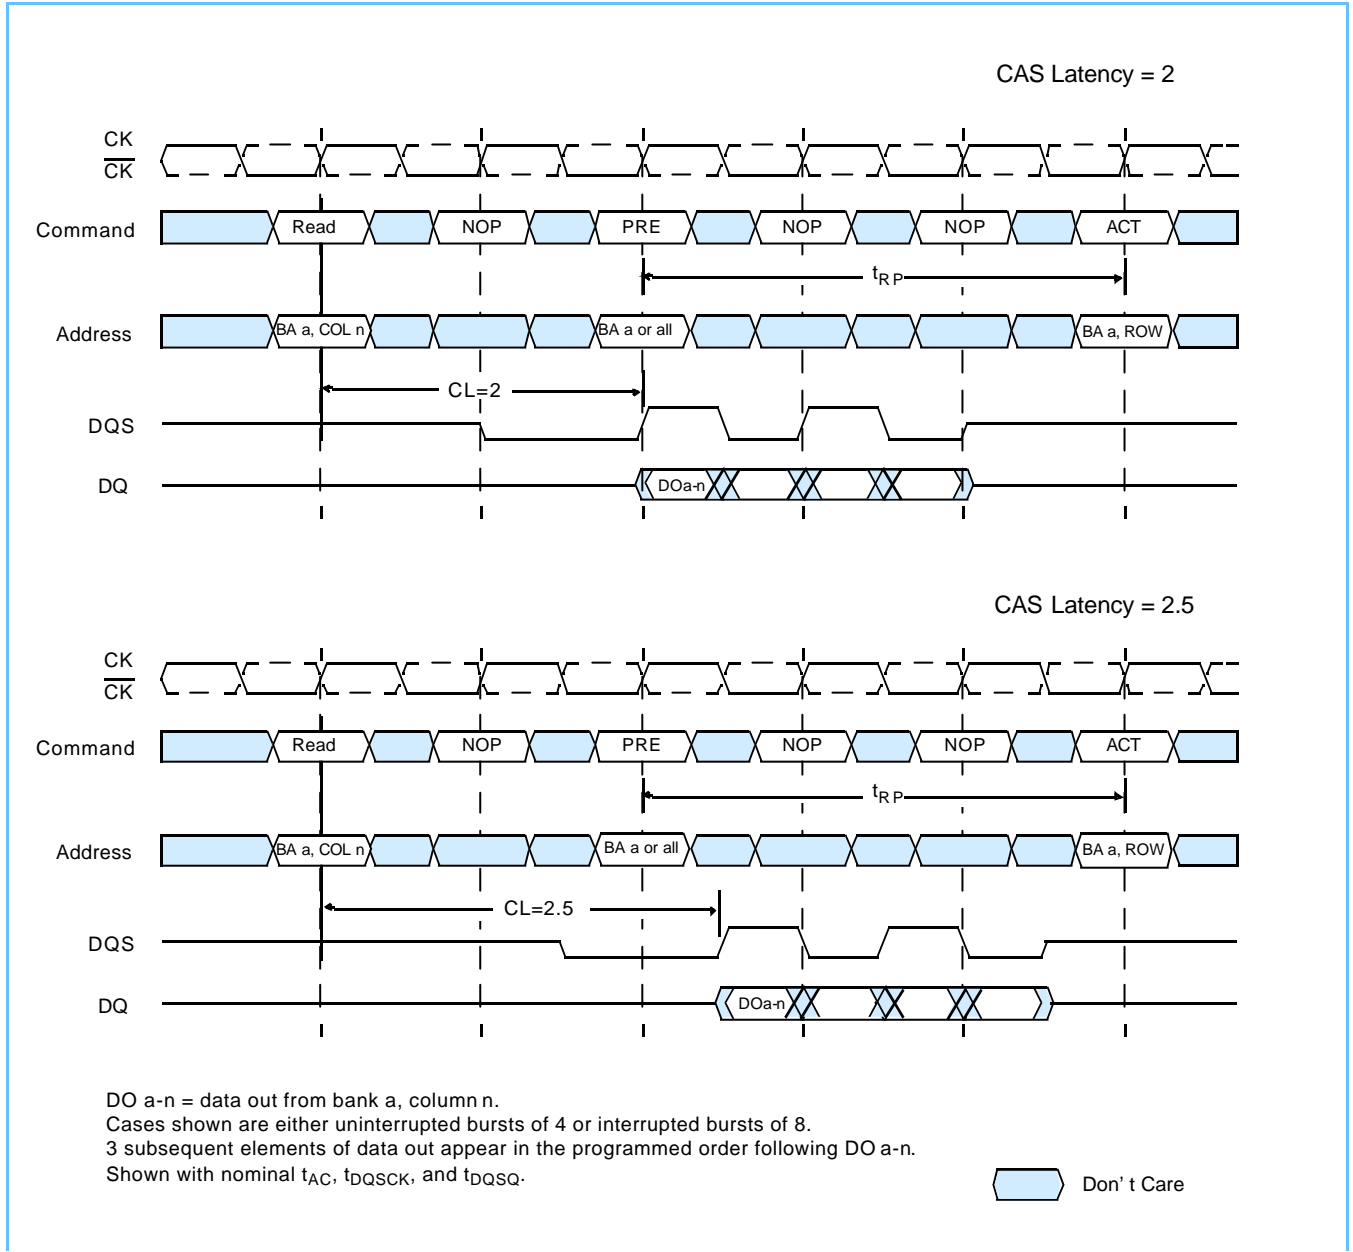 CAS Latency = 2
CK
CK
Command Read NOP PRE NOP NOP ACT
tRP
Address BA a, COL n BA a or all BA a, ROW
CL=2
DQS
DQ DOa-n
CAS Latency = 2.5
CK
CK
Command Read NOP PRE NOP NOP ACT
tRP
Address BA a, COL n BA a or all BA a, ROW
CL=2.5
DQS
DQ DOa-n
DO a-n = data out from bank a, column n.
Cases shown are either uninterrupted bursts of 4 or interrupted bursts of 8.
3 subsequent elements of data out appear in the programmed order following DO a-n.
Shown with nominal tAC, tDQSCK, and tDQSQ.
Don' t Care